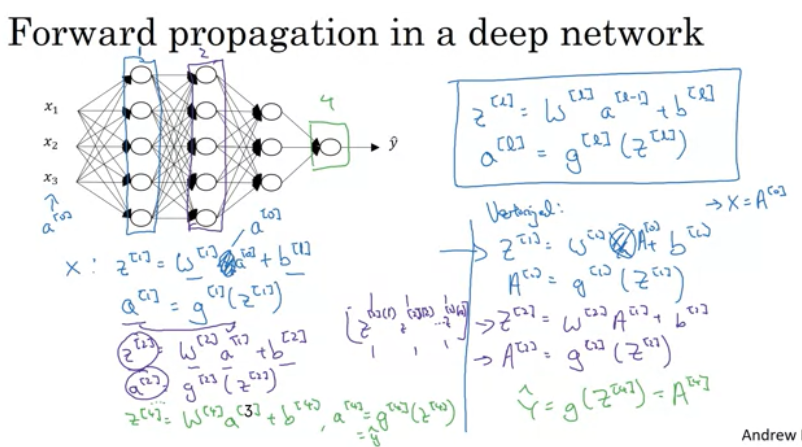 Forward propagation in a deep network
1 2
x₁
x₂
x₃
4
ŷ
a^[0]
a^[0]
z^[l] = W^[l] a^[l-1] + b^[l]
a^[l] = g^[l] (z^[l])
x : z^[1] = W^[1] a^[0] + b^[1]
a^[1] = g^[1] (z^[1])
z^[2] = W^[2] a^[1] + b^[2]
a^[2] = g^[2] (z^[2])
z^[4] = W^[4] a^[3] + b^[4], a^[4] = g^[4] (z^[4])
= ŷ
→ X = A^[0]
Z^[1] = W^[1] A^[0] + b^[1]
A^[1] = g^[1] (Z^[1])
→ Z^[2] = W^[2] A^[1] + b^[2]
→ A^[2] = g^[2] (Z^[2])
Ŷ = g(Z^[4]) = A^[4]
Andrew